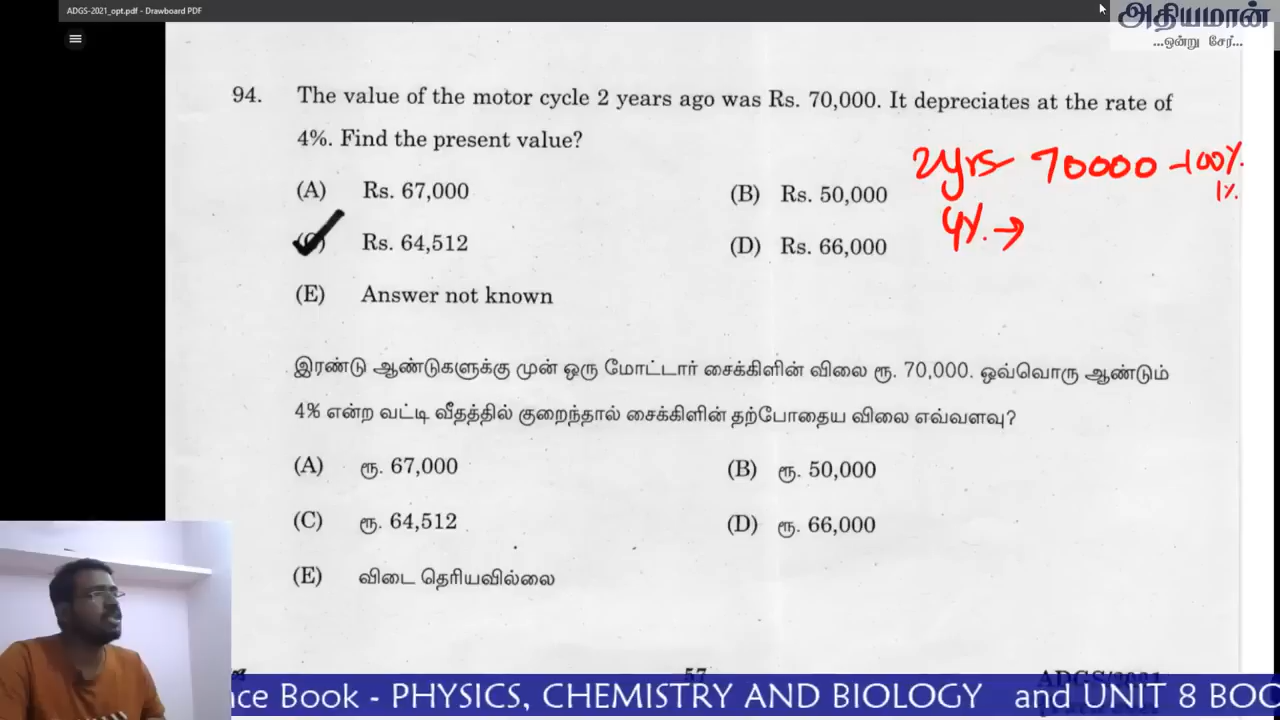 ADGS-2021_opt.pdf - Drawboard PDF
அதியமான்
...ஒன்று சேர்...
94. The value of the motor cycle 2 years ago was Rs. 70,000. It depreciates at the rate of
4%. Find the present value?
2yrs- 70000 -100%.
1%.
(A) Rs. 67,000 (B) Rs. 50,000
4%. →
Rs. 64,512 (D) Rs. 66,000
(E) Answer not known
இரண்டு ஆண்டுகளுக்கு முன் ஒரு மோட்டார் சைக்கிளின் விலை ரூ. 70,000. ஒவ்வொரு ஆண்டும்
4% என்ற வட்டி வீதத்தில் குறைந்தால் சைக்கிளின் தற்போதைய விலை எவ்வளவு?
(A) ரூ. 67,000 (B) ரூ. 50,000
(C) ரூ. 64,512 (D) ரூ. 66,000
(E) விடை தெரியவில்லை
57 ADGS/2021
nce Book - PHYSICS, CHEMISTRY AND BIOLOGY and UNIT 8 BOO